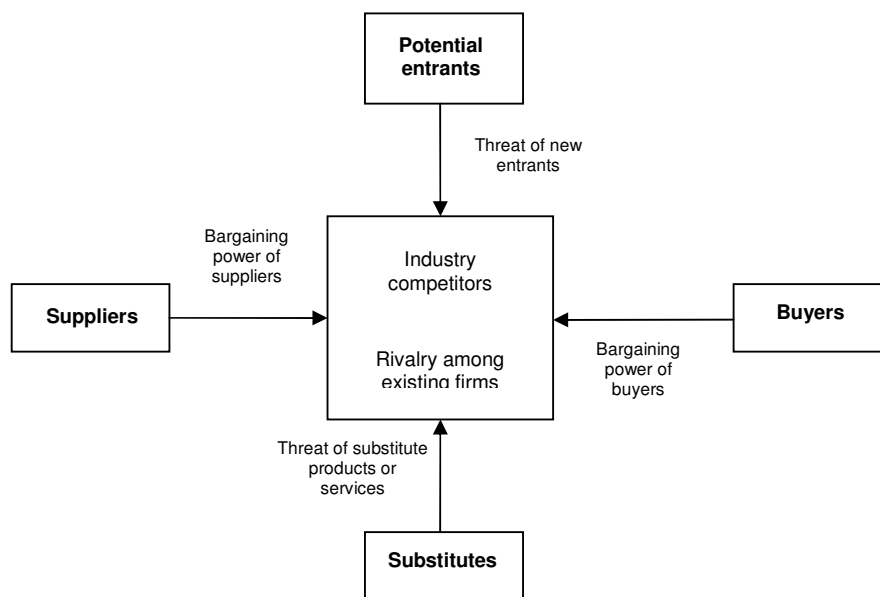 Potential
entrants
Threat of new
entrants
Bargaining
power of
suppliers
Industry
competitors
Suppliers
Buyers
Rivalry among
existing firms
Bargaining
power of
buyers
Threat of substitute
products or
services
Substitutes